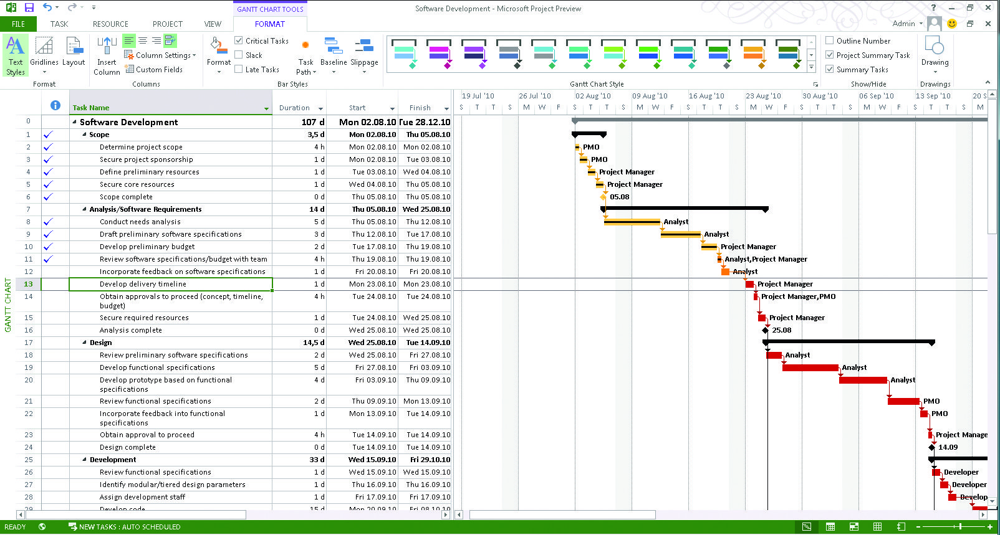 GANTT CHART TOOLS
Software Development - Microsoft Project Preview
?
FILE
TASK
RESOURCE
PROJECT
VIEW
FORMAT
Admin
Text Styles
Gridlines
Layout
Format
Insert Column
Column Settings
Custom Fields
Columns
Format
Critical Tasks
Slack
Late Tasks
Task Path
Baseline
Slippage
Bar Styles
Gantt Chart Style
Outline Number
Project Summary Task
Summary Tasks
Show/Hide
Drawing
Drawings
Task Name Duration Start Finish
19 Jul '10 26 Jul '10 02 Aug '10 09 Aug '10 16 Aug '10 23 Aug '10 30 Aug '10 06 Sep '10 13 Sep '10 20 S
S T T S M W F S T T S M W F S T T S M W F S T T S M W F
0 Software Development 107 d Mon 02.08.10 Tue 28.12.10
1 Scope 3,5 d Mon 02.08.10 Thu 05.08.10
2 Determine project scope 4 h Mon 02.08.10 Mon 02.08.10 PMO
3 Secure project sponsorship 1 d Mon 02.08.10 Tue 03.08.10 PMO
4 Define preliminary resources 1 d Tue 03.08.10 Wed 04.08.10 Project Manager
5 Secure core resources 1 d Wed 04.08.10 Thu 05.08.10 Project Manager
6 Scope complete 0 d Thu 05.08.10 Thu 05.08.10 05.08
7 Analysis/Software Requirements 14 d Thu 05.08.10 Wed 25.08.10
8 Conduct needs analysis 5 d Thu 05.08.10 Thu 12.08.10 Analyst
9 Draft preliminary software specifications 3 d Thu 12.08.10 Tue 17.08.10 Analyst
10 Develop preliminary budget 2 d Tue 17.08.10 Thu 19.08.10 Project Manager
11 Review software specifications/budget with team 4 h Thu 19.08.10 Thu 19.08.10 Analyst,Project Manager
12 Incorporate feedback on software specifications 1 d Fri 20.08.10 Fri 20.08.10 Analyst
13 Develop delivery timeline 1 d Mon 23.08.10 Mon 23.08.10 Project Manager
14 Obtain approvals to proceed (concept, timeline, 4 h Tue 24.08.10 Tue 24.08.10 Project Manager,PMO
budget)
15 Secure required resources 1 d Tue 24.08.10 Wed 25.08.10 Project Manager
16 Analysis complete 0 d Wed 25.08.10 Wed 25.08.10 25.08
17 Design 14,5 d Wed 25.08.10 Tue 14.09.10
18 Review preliminary software specifications 2 d Wed 25.08.10 Fri 27.08.10 Analyst
19 Develop functional specifications 5 d Fri 27.08.10 Fri 03.09.10 Analyst
20 Develop prototype based on functional 4 d Fri 03.09.10 Thu 09.09.10 Analyst
specifications
21 Review functional specifications 2 d Thu 09.09.10 Mon 13.09.10 PMO
22 Incorporate feedback into functional 1 d Mon 13.09.10 Tue 14.09.10 PMO
specifications
23 Obtain approval to proceed 4 h Tue 14.09.10 Tue 14.09.10 Project Manage
24 Design complete 0 d Tue 14.09.10 Tue 14.09.10 14.09
25 Development 33 d Wed 15.09.10 Fri 29.10.10
26 Review functional specifications 1 d Wed 15.09.10 Wed 15.09.10 Developer
27 Identify modular/tiered design parameters 1 d Thu 16.09.10 Thu 16.09.10 Developer
28 Assign development staff 1 d Fri 17.09.10 Fri 17.09.10 Develop
29 Develop code 15 d Mon 20.09.10 Fri 08.10.10
GANTT CHART
READY
NEW TASKS : AUTO SCHEDULED